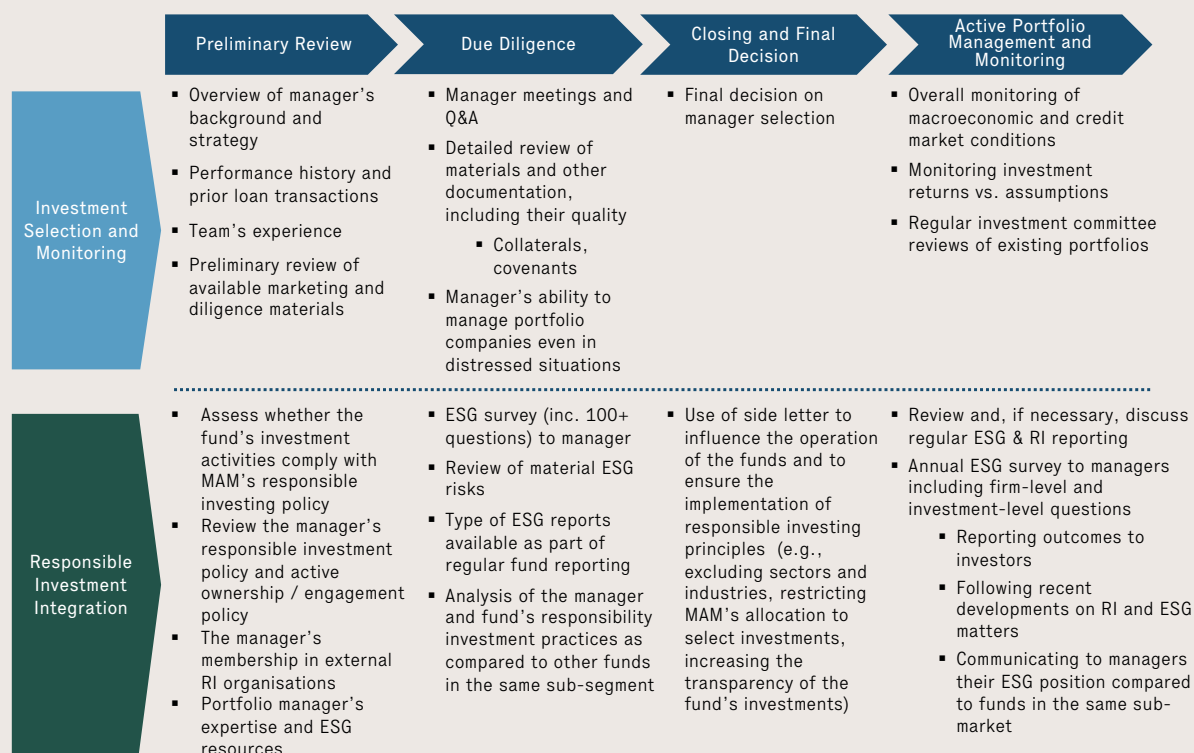 Preliminary Review
Due Diligence
Closing and Final
Decision
Active Portfolio
Management and
Monitoring
Investment
Selection and
Monitoring
▪ Overview of manager's
background and
strategy
▪ Performance history and
prior loan transactions
▪ Team's experience
▪ Preliminary review of
available marketing and
diligence materials
▪ Manager meetings and
Q&A
▪ Detailed review of
materials and other
documentation,
including their quality
▪ Collaterals,
covenants
▪ Manager's ability to
manage portfolio
companies even in
distressed situations
▪ Final decision on
manager selection
▪ Overall monitoring of
macroeconomic and credit
market conditions
▪ Monitoring investment
returns vs. assumptions
▪ Regular investment committee
reviews of existing portfolios
Responsible
Investment
Integration
▪ Assess whether the
fund's investment
activities comply with
MAM's responsible
investing policy
▪ Review the manager's
responsible investment
policy and active
ownership / engagement
policy
▪ The manager's
membership in external
RI organisations
▪ Portfolio manager's
expertise and ESG
resources
▪ ESG survey (inc. 100+
questions) to manager
▪ Review of material ESG
risks
▪ Type of ESG reports
available as part of
regular fund reporting
▪ Analysis of the manager
and fund's responsibility
investment practices as
compared to other funds
in the same sub-segment
▪ Use of side letter to
influence the operation
of the funds and to
ensure the
implementation of
responsible investing
principles (e.g.,
excluding sectors and
industries, restricting
MAM's allocation to
select investments,
increasing the
transparency of the
fund's investments)
▪ Review and, if necessary, discuss
regular ESG & RI reporting
▪ Annual ESG survey to managers
including firm-level and
investment-level questions
▪ Reporting outcomes to
investors
▪ Following recent
developments on RI and ESG
matters
▪ Communicating to managers
their ESG position compared
to funds in the same sub-
market